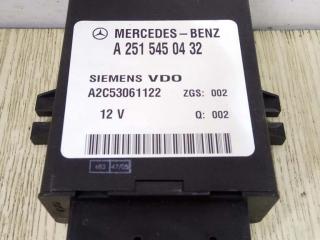 MERCEDES-BENZ
A 251 545 04 32
SIEMENS VDO
A2C53061122 ZGS: 002
12 V Q: 002